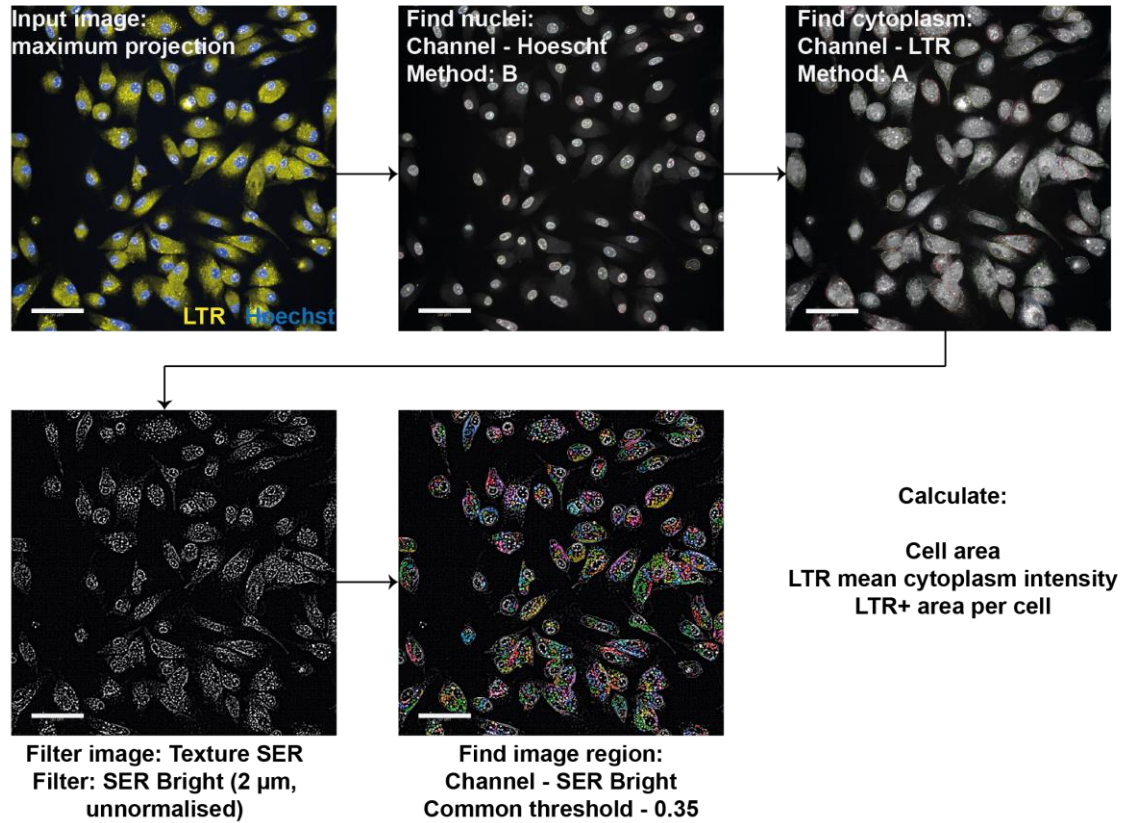 Input image:
maximum projection
LTR Hoechst
Find nuclei:
Channel - Hoescht
Method: B
Find cytoplasm:
Channel - LTR
Method: A
Filter image: Texture SER
Filter: SER Bright (2 µm,
unnormalised)
Find image region:
Channel - SER Bright
Common threshold - 0.35
Calculate:
Cell area
LTR mean cytoplasm intensity
LTR+ area per cell